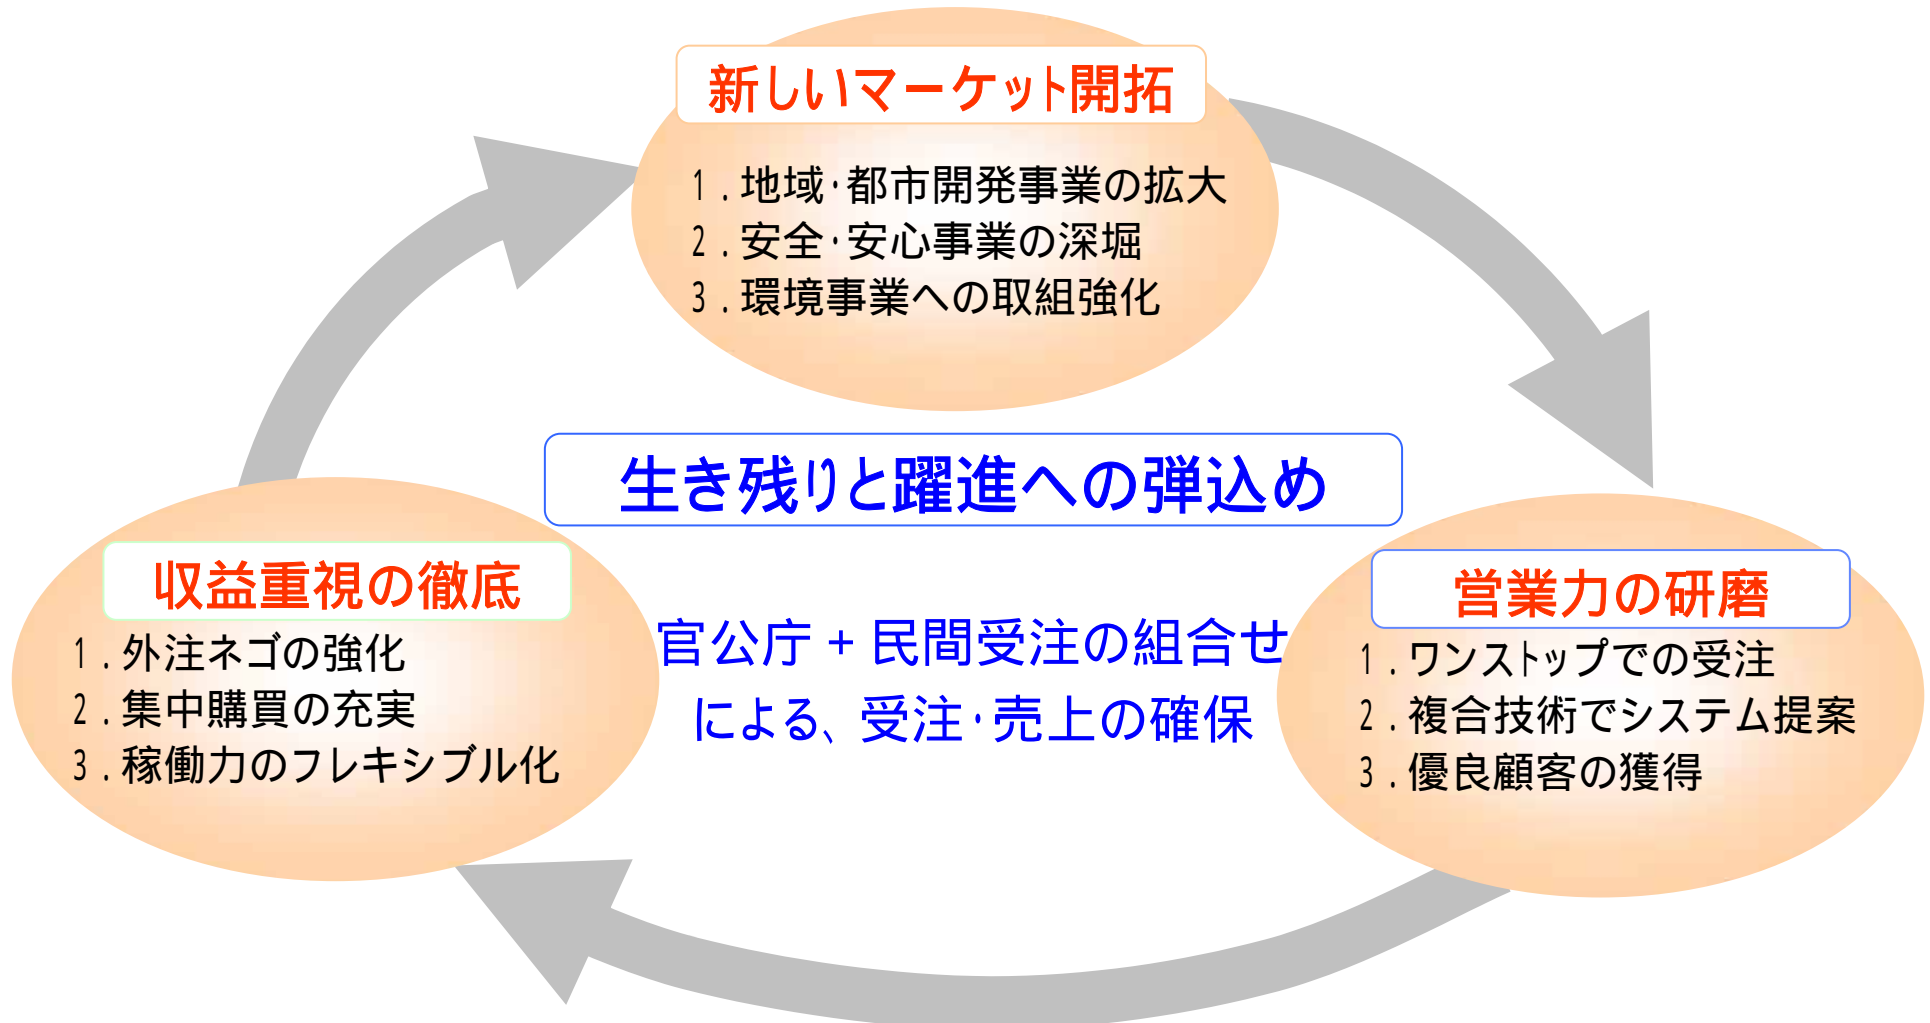 新しいマーケット開拓
1．地域・都市開発事業の拡大
2．安全・安心事業の深堀
3．環境事業への取組強化
生き残りと躍進への弾込め
官公庁+民間受注の組合せ
による、受注・売上の確保
収益重視の徹底
1．外注ネゴの強化
2．集中購買の充実
3．稼働力のフレキシブル化
営業力の研磨
1．ワンストップでの受注
2．複合技術でシステム提案
3．優良顧客の獲得